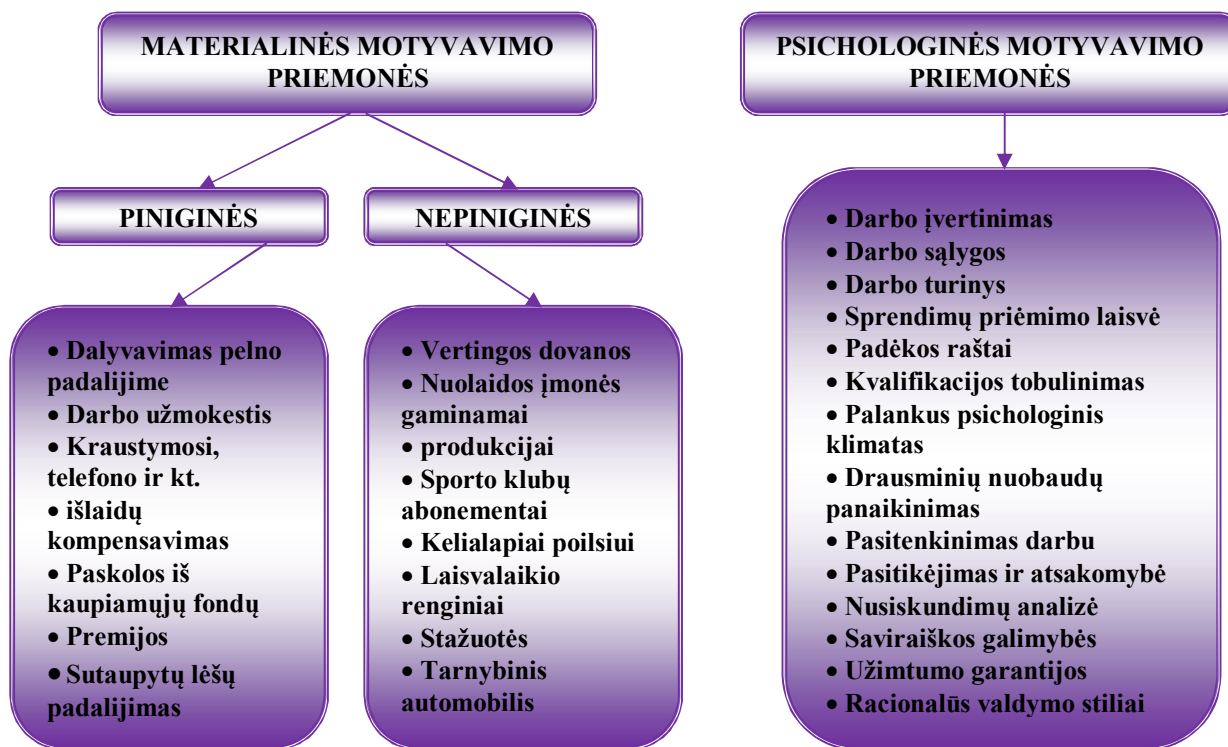 MATERIALINĖS MOTYVAVIMO
PRIEMONĖS
PINIGINĖS
NEPINIGINĖS
• Dalyvavimas pelno
padalijime
• Darbo užmokestis
• Kraustymosi,
telefono ir kt.
• išlaidų
kompensavimas
• Paskolos iš
kaupiamųjų fondų
• Premijos
• Sutaupytų lėšų
padalijimas
• Vertingos dovanos
• Nuolaidos įmonės
gaminamai
• produkcijai
• Sporto klubų
abonementai
• Kelialapiai poilsiui
• Laisvalaikio
renginiai
• Stažuotės
• Tarnybinis
automobilis
PSICHOLOGINĖS MOTYVAVIMO
PRIEMONĖS
• Darbo įvertinimas
• Darbo sąlygos
• Darbo turinys
• Sprendimų priėmimo laisvė
• Padėkos raštai
• Kvalifikacijos tobulinimas
• Palankus psichologinis
klimatas
• Drausminių nuobaudų
panaikinimas
• Pasitenkinimas darbu
• Pasitikėjimas ir atsakomybė
• Nusiskundimų analizė
• Saviraiškos galimybės
• Užimtumo garantijos
• Racionalūs valdymo stiliai